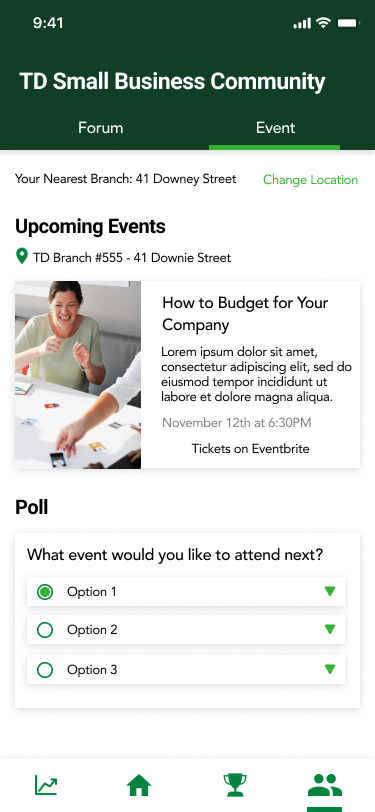 9:41
TD Small Business Community
Forum
Event
Your Nearest Branch: 41 Downey Street
Change Location
Upcoming Events
TD Branch #555 - 41 Downie Street
How to Budget for Your
Company
Lorem ipsum dolor sit amet,
consectetur adipiscing elit, sed do
eiusmod tempor incididunt ut
labore et dolore magna aliqua.
November 12th at 6:30PM
Tickets on Eventbrite
Poll
What event would you like to attend next?
Option 1
Option 2
Option 3